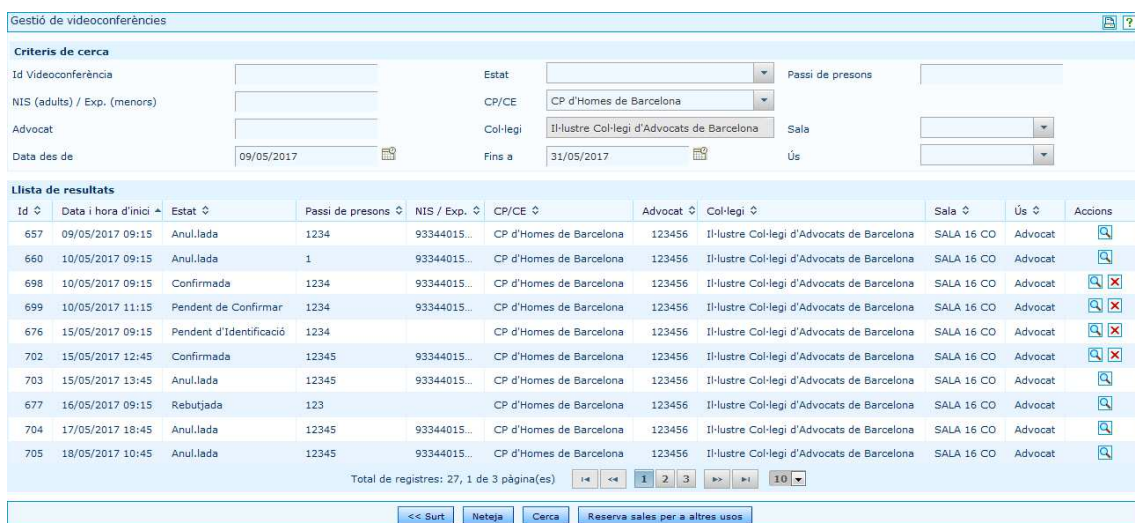 Gestió de videoconferències
Criteris de cerca
Id Videoconferència Estat Passi de presons
NIS (adults) / Exp. (menors) CP/CE CP d'Homes de Barcelona
Advocat Col·legi Il·lustre Col·legi d'Advocats de Barcelona Sala
Data des de 09/05/2017 Fins a 31/05/2017 Ús
Llista de resultats
Id Data i hora d'inici Estat Passi de presons NIS / Exp. CP/CE Advocat Col·legi Sala Ús Accions
657 09/05/2017 09:15 Anul.lada 1234 93344015... CP d'Homes de Barcelona 123456 Il·lustre Col·legi d'Advocats de Barcelona SALA 16 CO Advocat
660 10/05/2017 09:15 Anul.lada 1 93344015... CP d'Homes de Barcelona 123456 Il·lustre Col·legi d'Advocats de Barcelona SALA 16 CO Advocat
698 10/05/2017 09:15 Confirmada 1234 93344015... CP d'Homes de Barcelona 123456 Il·lustre Col·legi d'Advocats de Barcelona SALA 16 CO Advocat
699 10/05/2017 11:15 Pendent de Confirmar 1234 93344015... CP d'Homes de Barcelona 123456 Il·lustre Col·legi d'Advocats de Barcelona SALA 16 CO Advocat
676 15/05/2017 09:15 Pendent d'Identificació 1234 CP d'Homes de Barcelona 123456 Il·lustre Col·legi d'Advocats de Barcelona SALA 16 CO Advocat
702 15/05/2017 12:45 Confirmada 12345 93344015... CP d'Homes de Barcelona 123456 Il·lustre Col·legi d'Advocats de Barcelona SALA 16 CO Advocat
703 15/05/2017 13:45 Anul.lada 12345 93344015... CP d'Homes de Barcelona 123456 Il·lustre Col·legi d'Advocats de Barcelona SALA 16 CO Advocat
677 16/05/2017 09:15 Rebutjada 123 CP d'Homes de Barcelona 123456 Il·lustre Col·legi d'Advocats de Barcelona SALA 16 CO Advocat
704 17/05/2017 18:45 Anul.lada 12345 93344015... CP d'Homes de Barcelona 123456 Il·lustre Col·legi d'Advocats de Barcelona SALA 16 CO Advocat
705 18/05/2017 10:45 Anul.lada 12345 93344015... CP d'Homes de Barcelona 123456 Il·lustre Col·legi d'Advocats de Barcelona SALA 16 CO Advocat
Total de registres: 27, 1 de 3 pàgina(es) 1 2 3 10
<< Surt Neteja Cerca Reserva sales per a altres usos